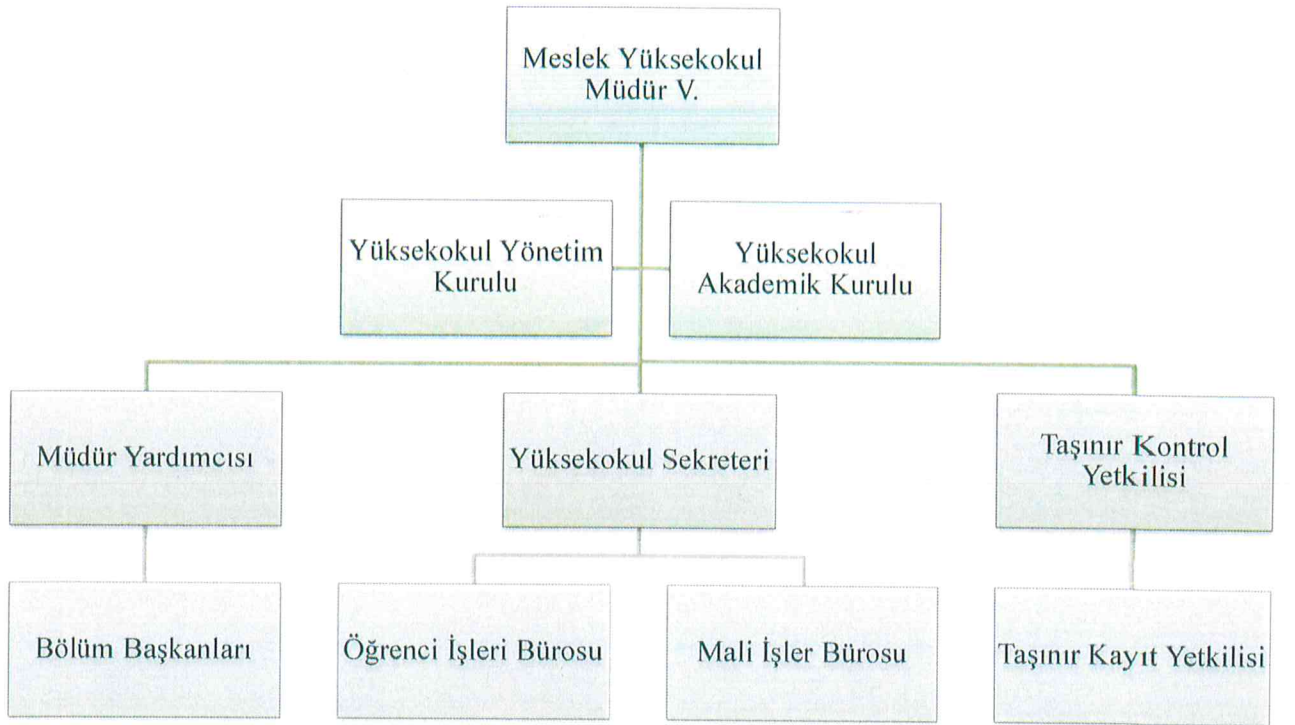 Meslek Yüksekokul
Müdür V.
Yüksekokul Yönetim
Kurulu
Yüksekokul
Akademik Kurulu
Müdür Yardımcısı
Yüksekokul Sekreteri
Taşınır Kontrol
Yetkilisi
Bölüm Başkanları
Öğrenci İşleri Bürosu
Mali İşler Bürosu
Taşınır Kayıt Yetkilisi